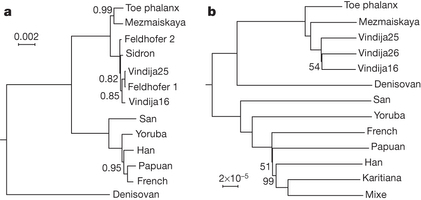 a
0.002
0.99
Toe phalanx
Mezmaiskaya
Feldhofer 2
Sidron
Vindija25
0.82
Feldhofer 1
0.85
Vindija16
San
Yoruba
Han
0.95
Papuan
French
Denisovan
b
Toe phalanx
Mezmaiskaya
Vindija25
Vindija26
54
Vindija16
Denisovan
San
Yoruba
French
Papuan
51
Han
2×10⁻⁵
99
Karitiana
Mixe